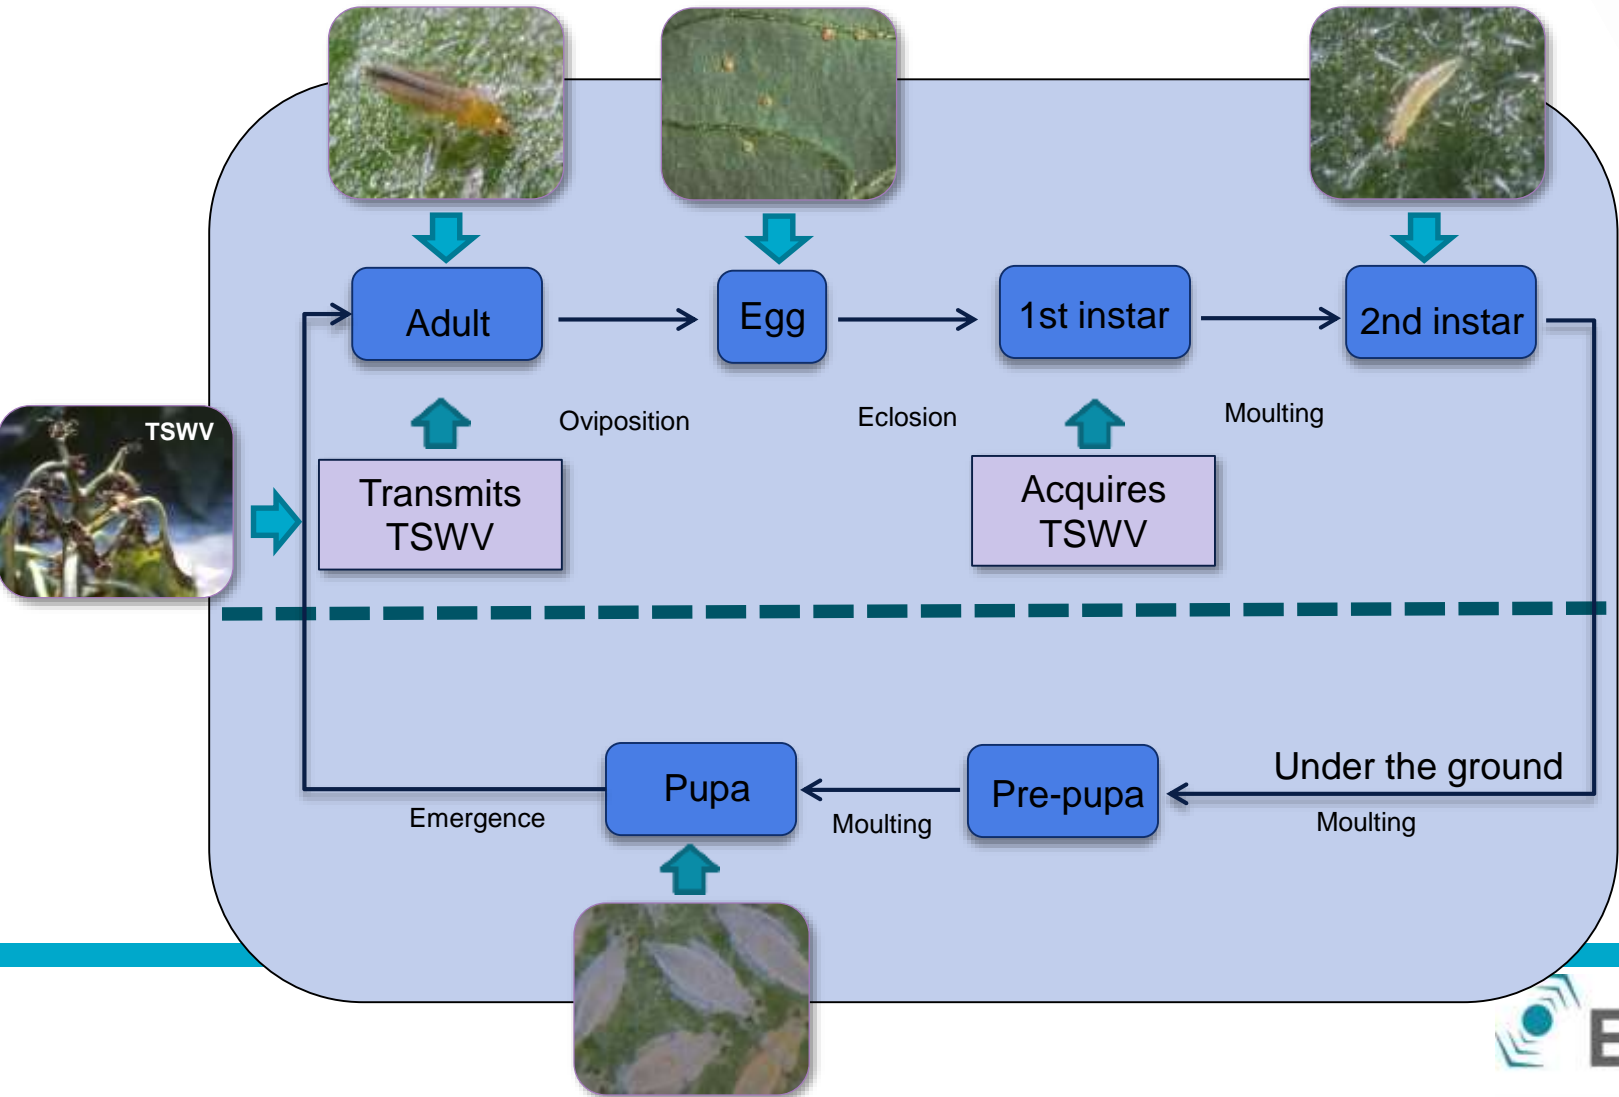 Adult
Egg
1st instar
2nd instar
TSWV
Oviposition
Eclosion
Moulting
Transmits
TSWV
Acquires
TSWV
Under the ground
Pupa
Pre-pupa
Emergence
Moulting
Moulting